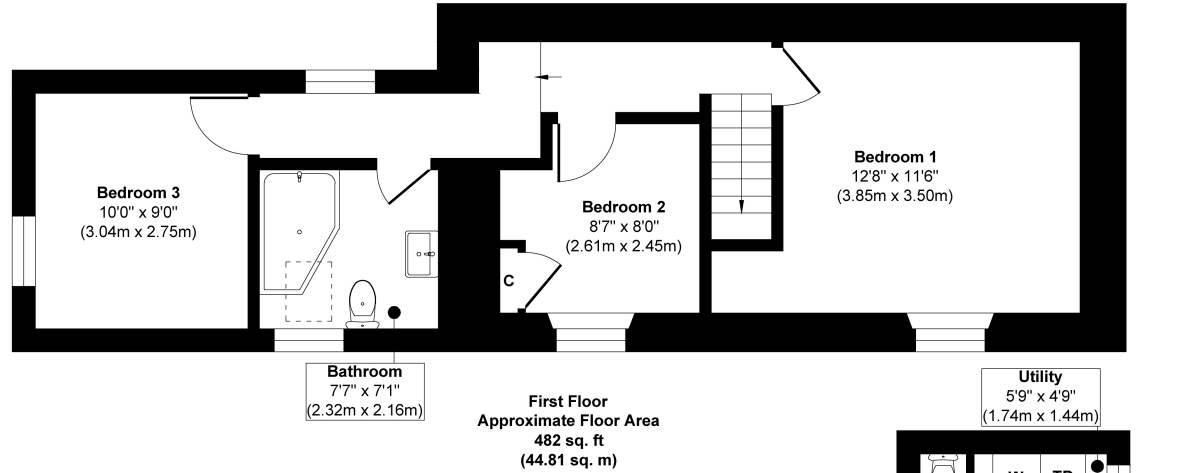 Bedroom 1
12'8" x 11'6"
(3.85m x 3.50m)
Bedroom 3
10'0" x 9'0"
(3.04m x 2.75m)
Bedroom 2
8'7" x 8'0"
(2.61m x 2.45m)
C
Bathroom
7'7" x 7'1"
(2.32m x 2.16m)
First Floor
Approximate Floor Area
482 sq. ft
(44.81 sq. m)
Utility
5'9" x 4'9"
(1.74m x 1.44m)